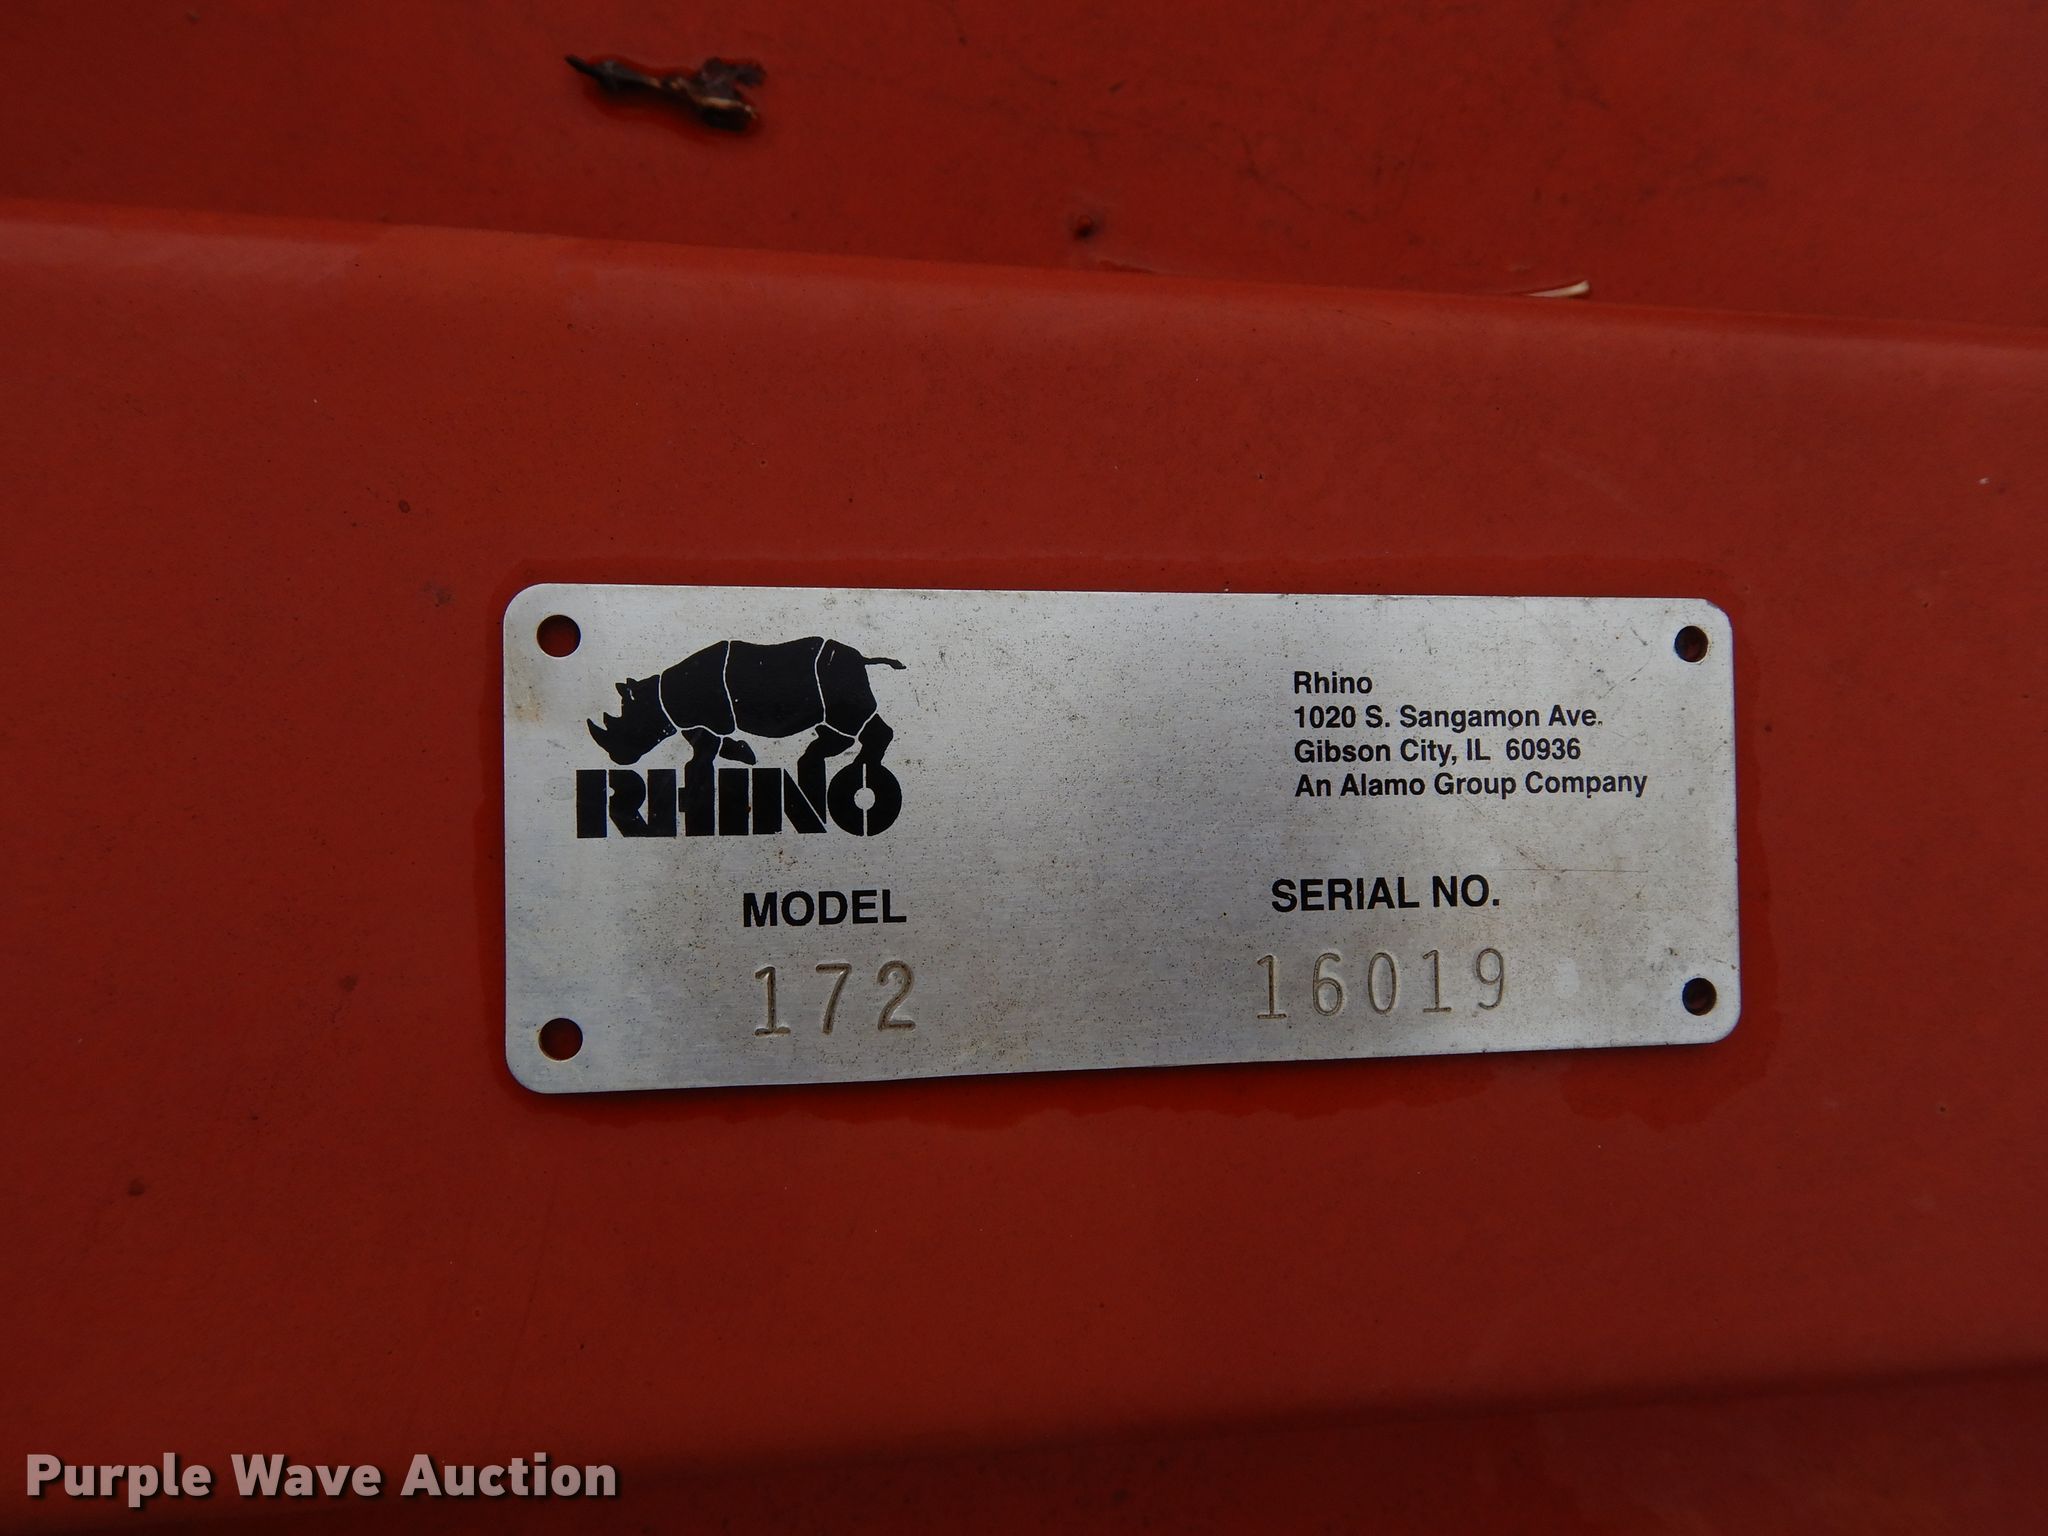 RHINO
Rhino
1020 S. Sangamon Ave.
Gibson City, IL 60936
An Alamo Group Company
MODEL
172
SERIAL NO.
16019
Purple Wave Auction